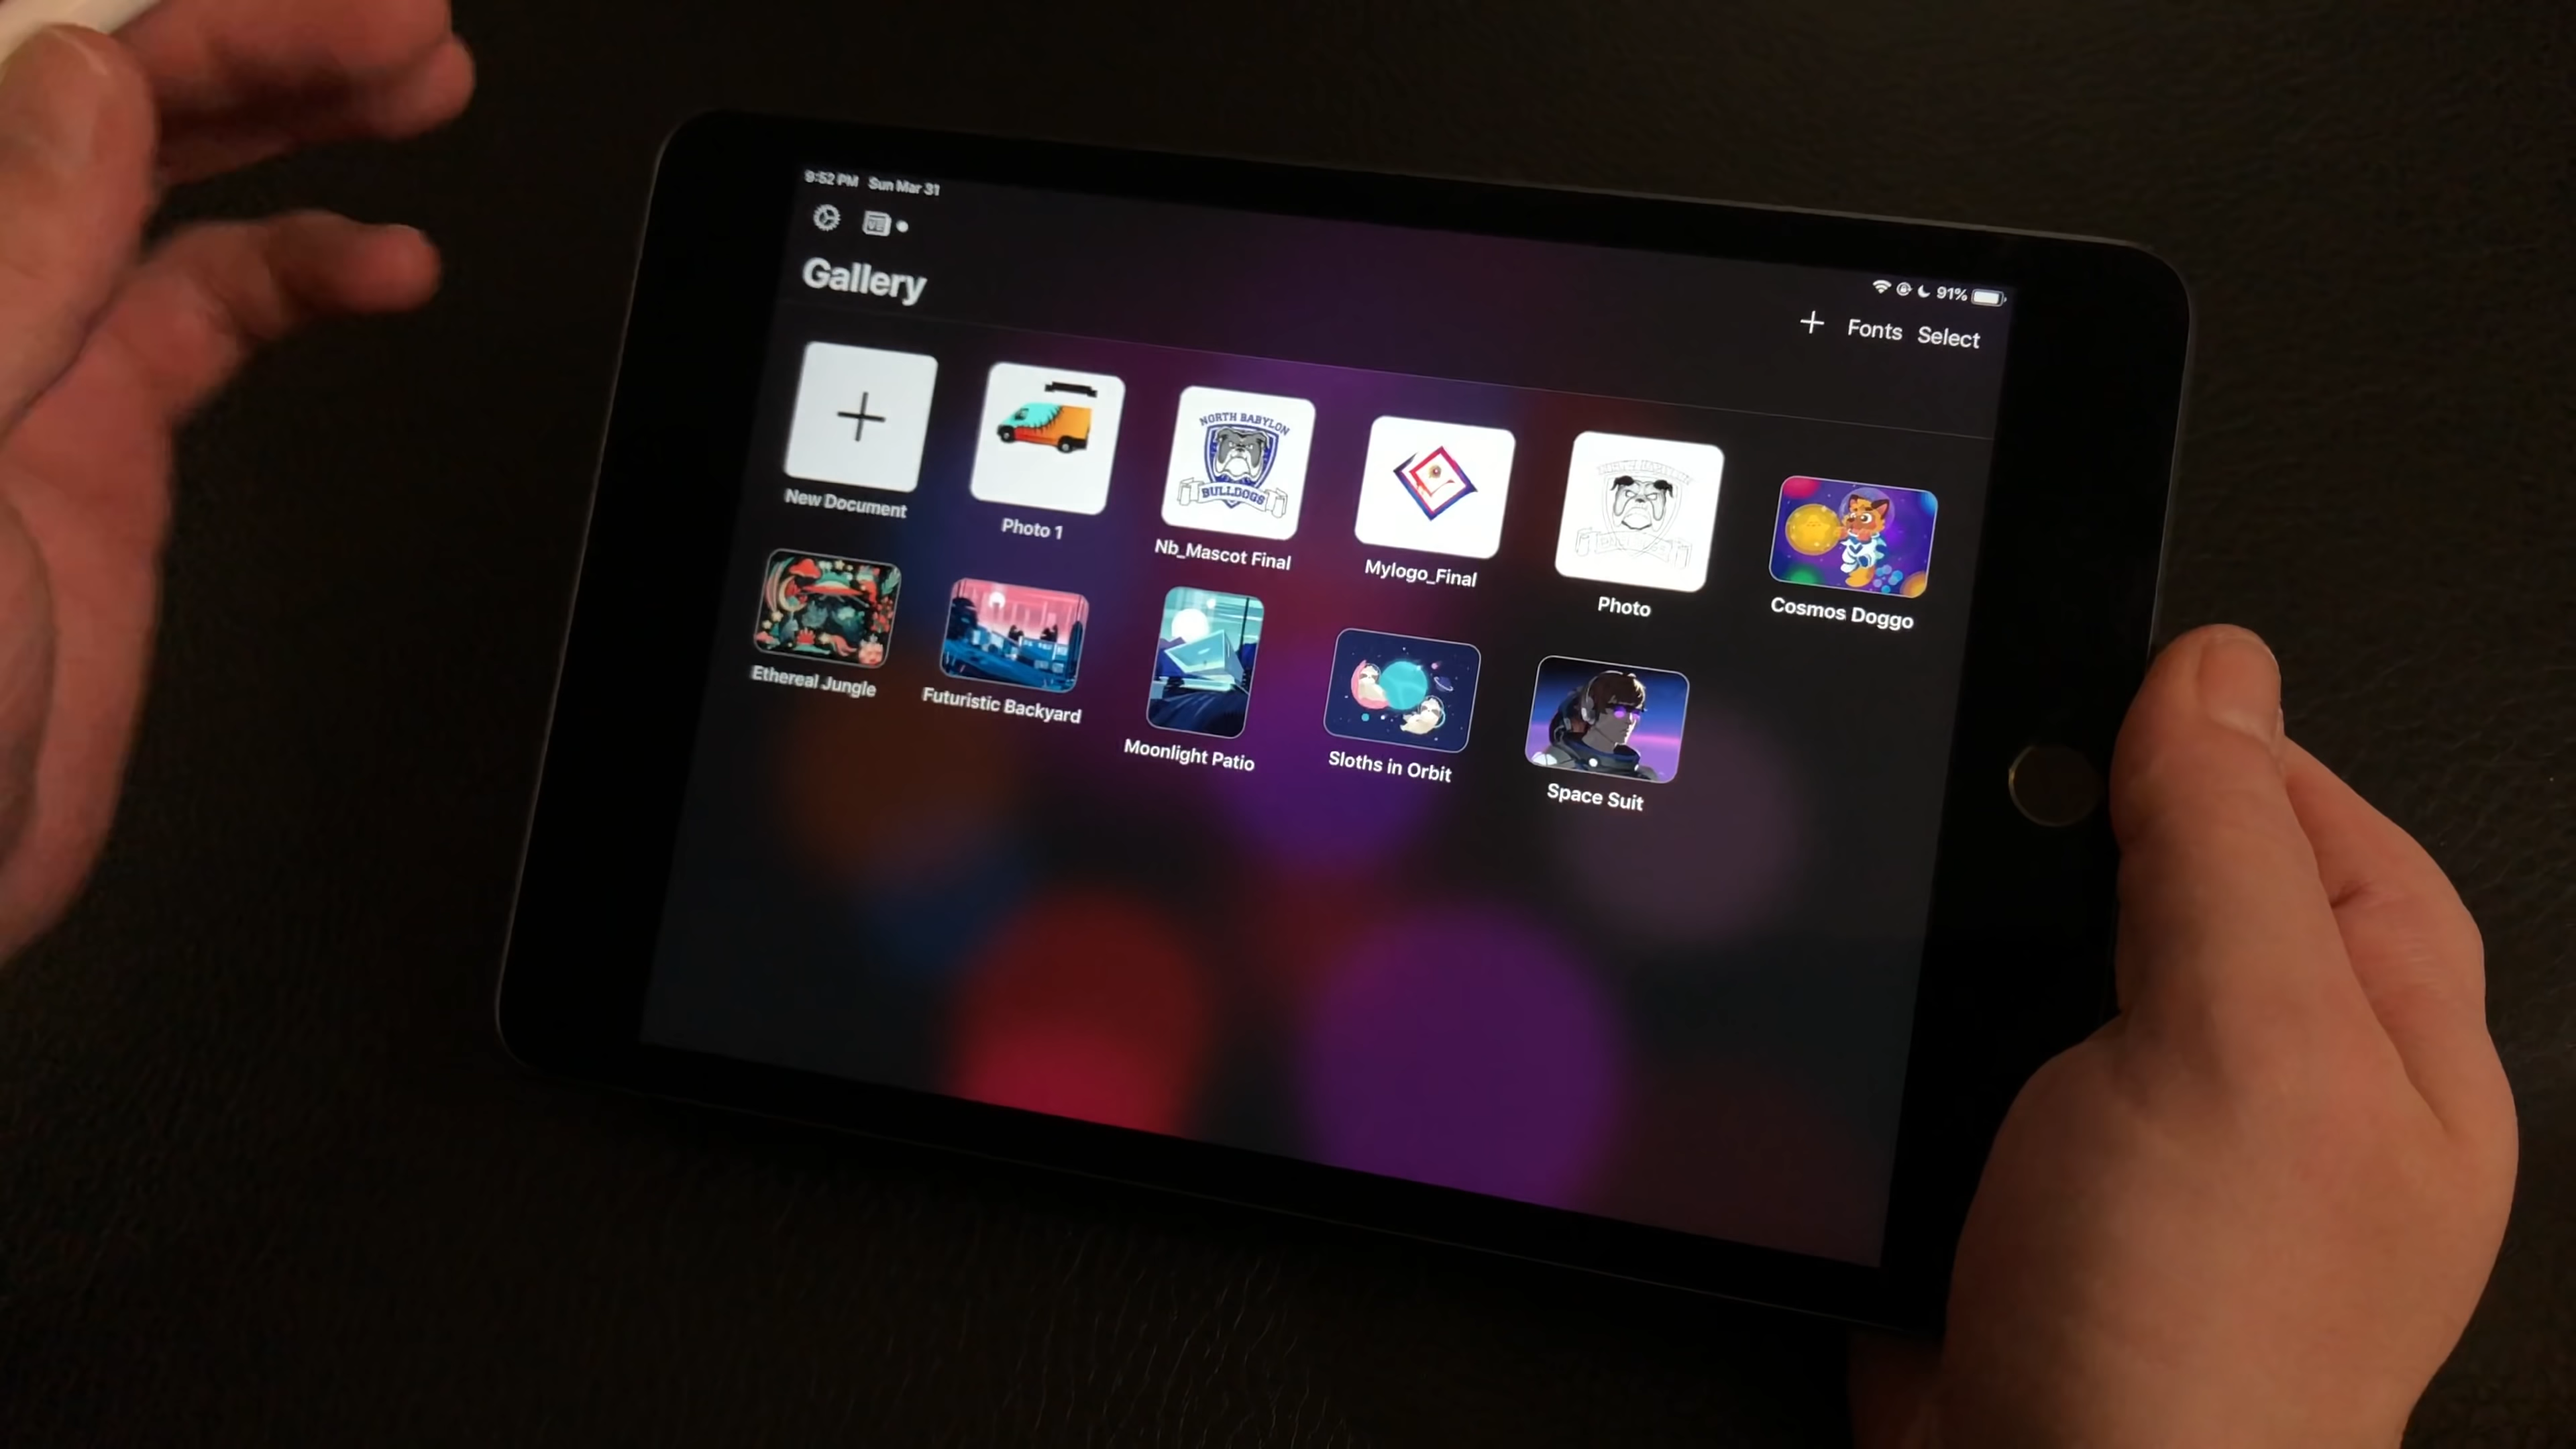 9:52 PM Sun Mar 31
91%
Gallery
+ Fonts Select
NORTH BABYLON
BULLDOGS
New Document
Photo 1
Nb_Mascot Final
Mylogo_Final
Photo
Cosmos Doggo
Ethereal Jungle
Futuristic Backyard
Moonlight Patio
Sloths in Orbit
Space Suit